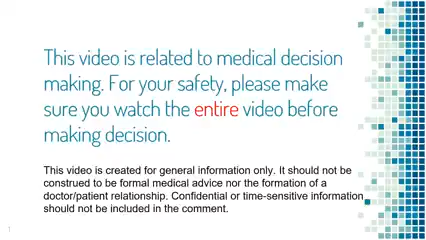 This video is related to medical decision
making. For your safety, please make
sure you watch the entire video before
making decision.
This video is created for general information only. It should not be
construed to be formal medical advice nor the formation of a
doctor/patient relationship. Confidential or time-sensitive information
should not be included in the comment.
1